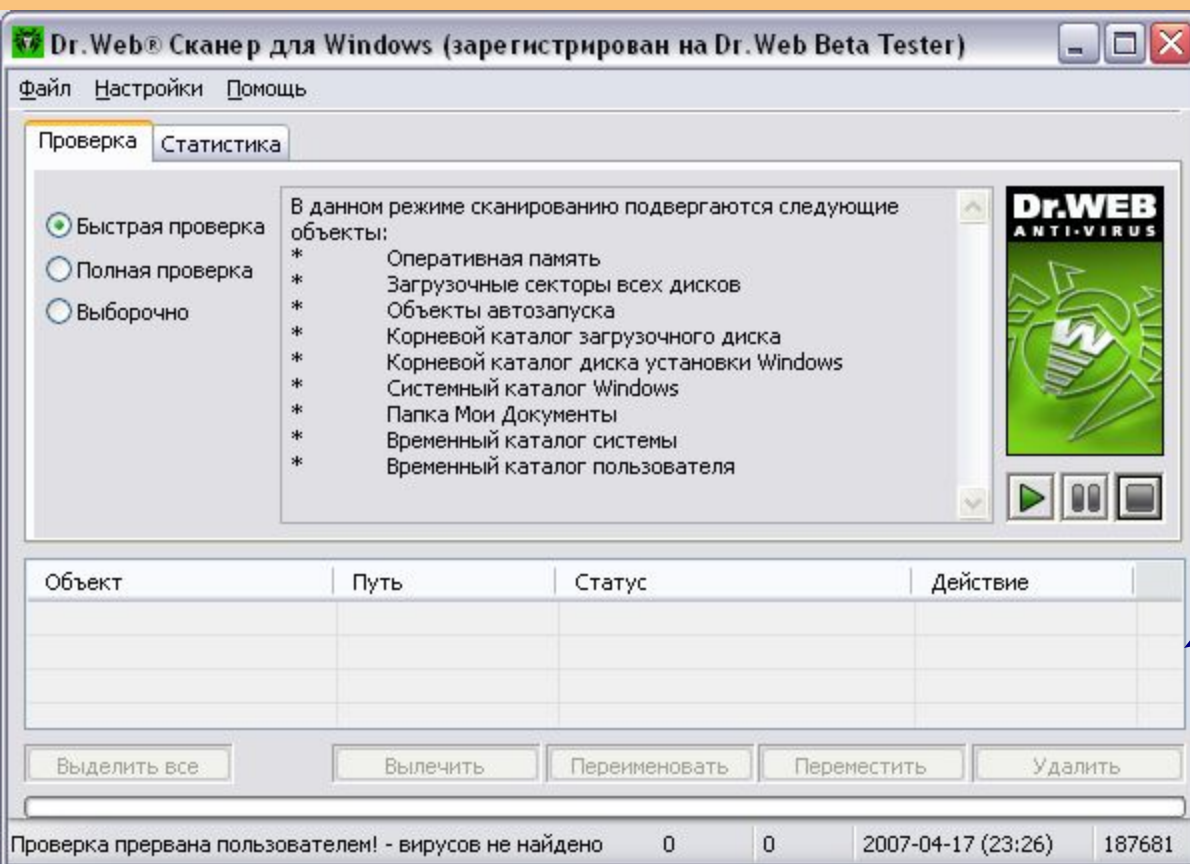 Dr.Web® Сканер для Windows (зарегистрирован на Dr.Web Beta Tester)
Файл Настройки Помощь
Проверка Статистика
Быстрая проверка
Полная проверка
Выборочно
В данном режиме сканированию подвергаются следующие
объекты:
* Оперативная память
* Загрузочные секторы всех дисков
* Объекты автозапуска
* Корневой каталог загрузочного диска
* Корневой каталог диска установки Windows
* Системный каталог Windows
* Папка Мои Документы
* Временный каталог системы
* Временный каталог пользователя
Dr.WEB
ANTI-VIRUS
W
Объект Путь Статус Действие
Выделить все Вылечить Переименовать Переместить Удалить
Проверка прервана пользователем! - вирусов не найдено 0 0 2007-04-17 (23:26) 187681